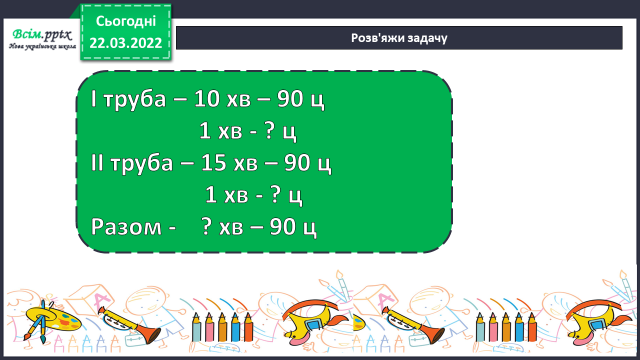 Всім.pptx
Нова українська школа
Сьогодні
22.03.2022
Розв'яжи задачу
І труба – 10 хв – 90 ц
1 хв - ? ц
ІІ труба – 15 хв – 90 ц
1 хв - ? ц
Разом - ? хв – 90 ц